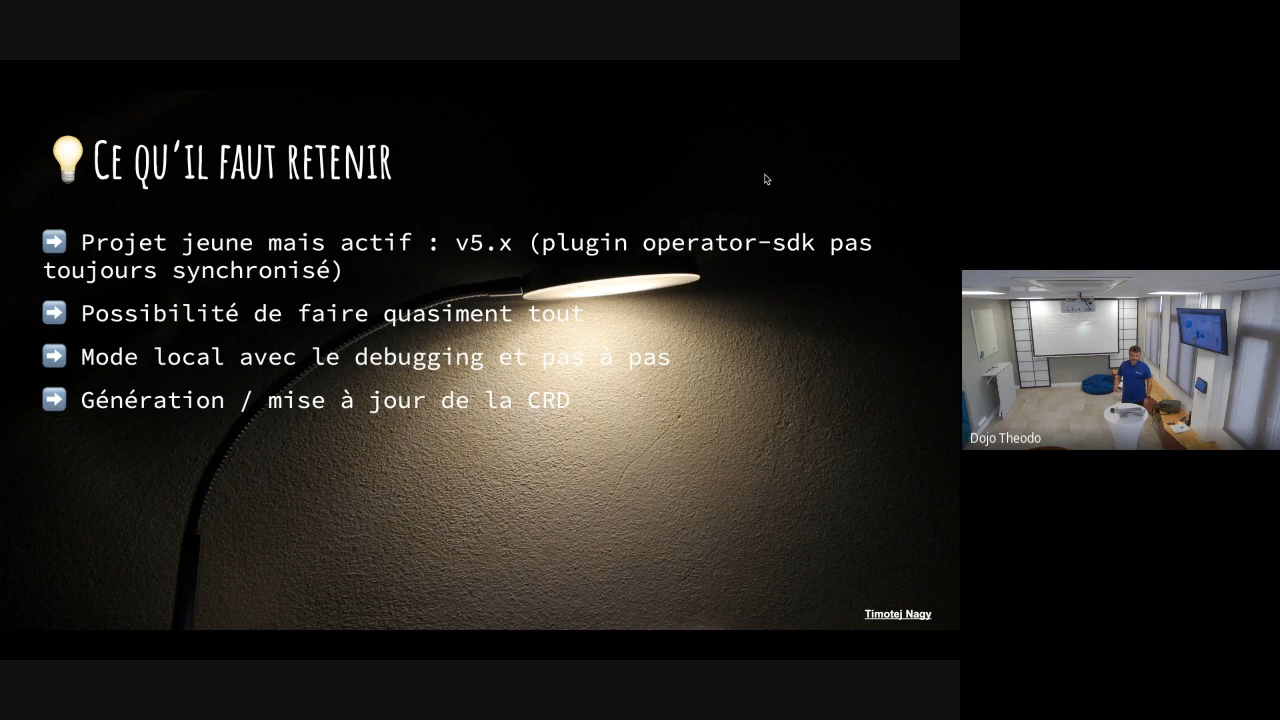 Ce qu'il faut retenir
➡ Projet jeune mais actif : v5.x (plugin operator-sdk pas
toujours synchronisé)
➡ Possibilité de faire quasiment tout
➡ Mode local avec le debugging et pas à pas
➡ Génération / mise à jour de la CRD
Dojo Theodo
Timotej Nagy